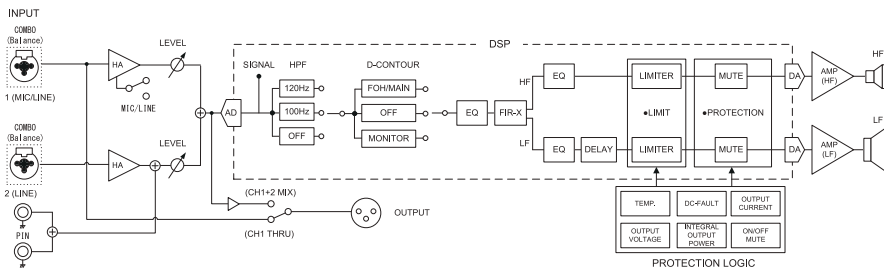 INPUT
COMBO
(Balance)
1 (MIC/LINE)
HA
MIC/LINE
LEVEL
COMBO
(Balance)
2 (LINE)
HA
LEVEL
PIN
AD
DSP
SIGNAL
HPF
120Hz
100Hz
OFF
D-CONTOUR
FOH/MAIN
OFF
MONITOR
EQ
FIR-X
HF
EQ
LIMITER
MUTE
DA
AMP
(HF)
HF
●LIMIT
●PROTECTION
LF
EQ
DELAY
LIMITER
MUTE
DA
AMP
(LF)
LF
(CH1+2 MIX)
(CH1 THRU)
OUTPUT
TEMP.
DC-FAULT
OUTPUT
CURRENT
OUTPUT
VOLTAGE
INTEGRAL
OUTPUT
POWER
ON/OFF
MUTE
PROTECTION LOGIC